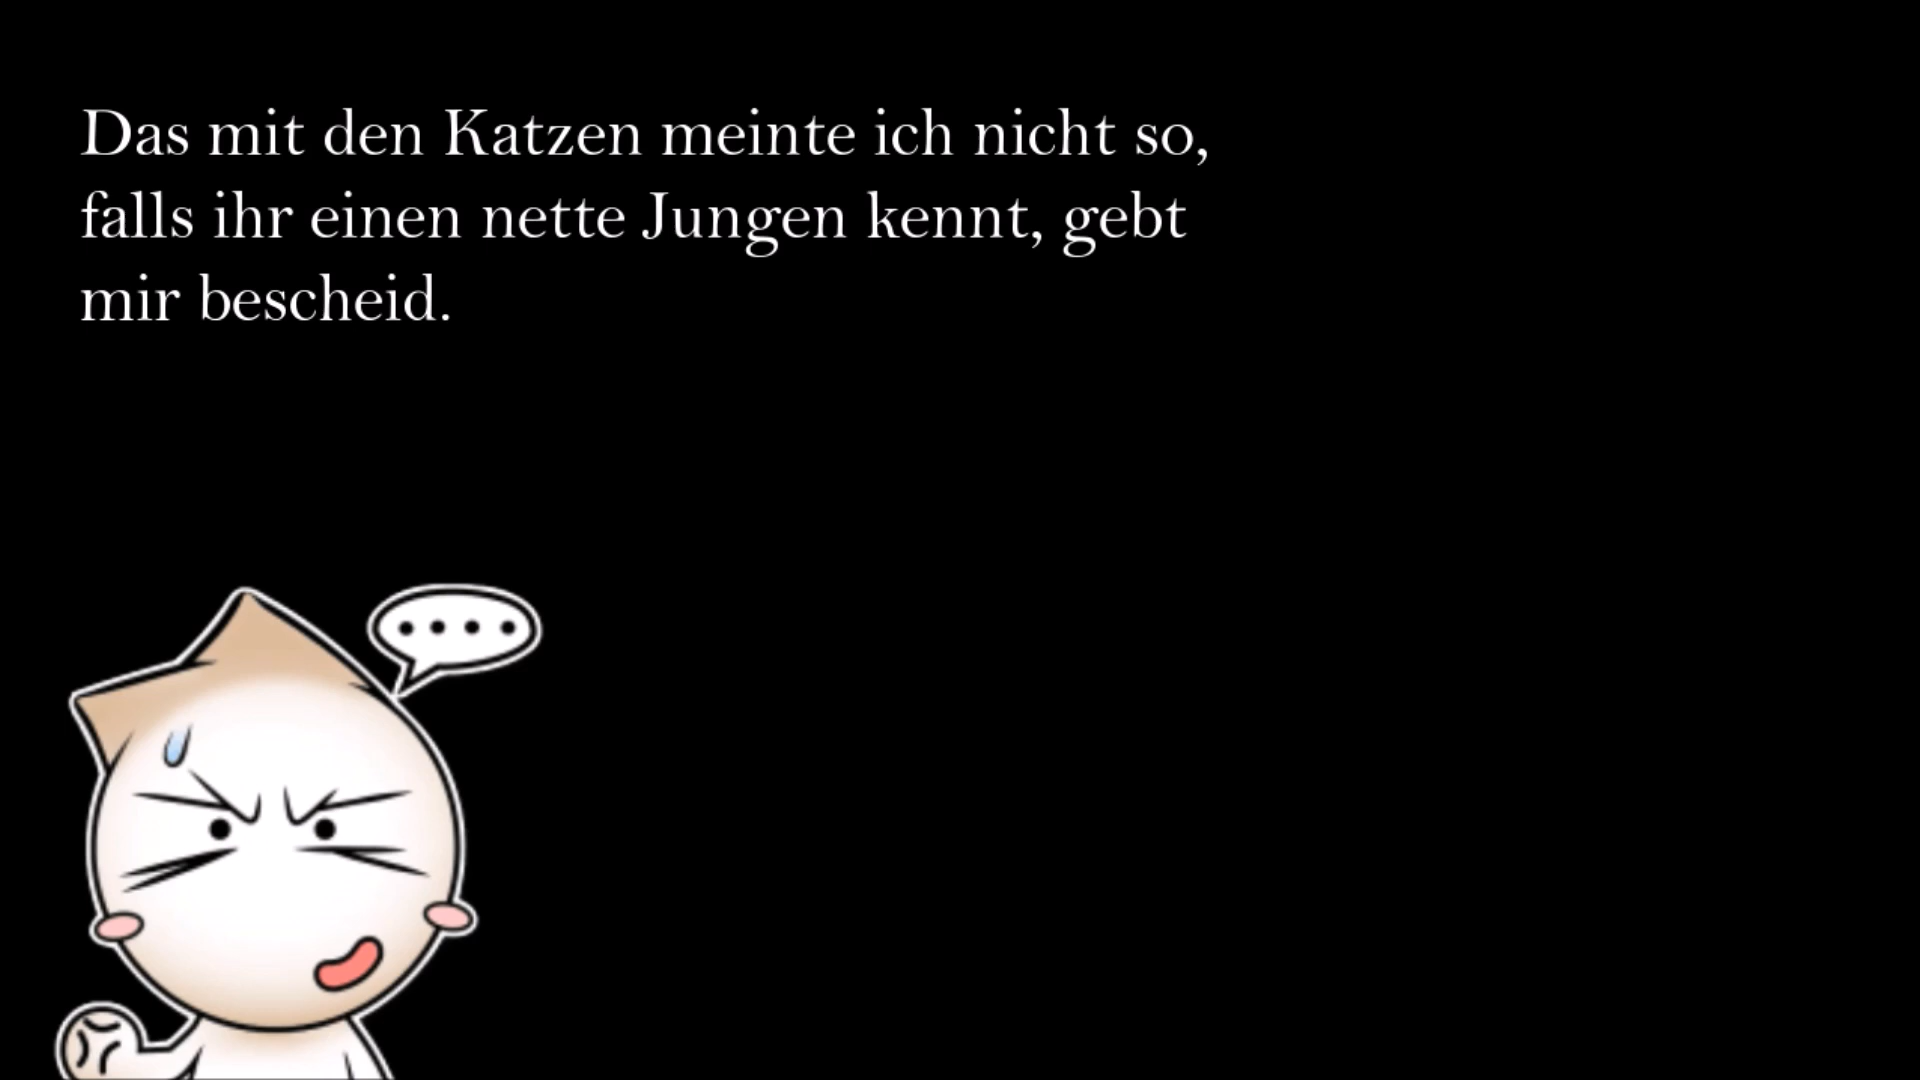 Das mit den Katzen meinte ich nicht so,
falls ihr einen nette Jungen kennt, gebt
mir bescheid.